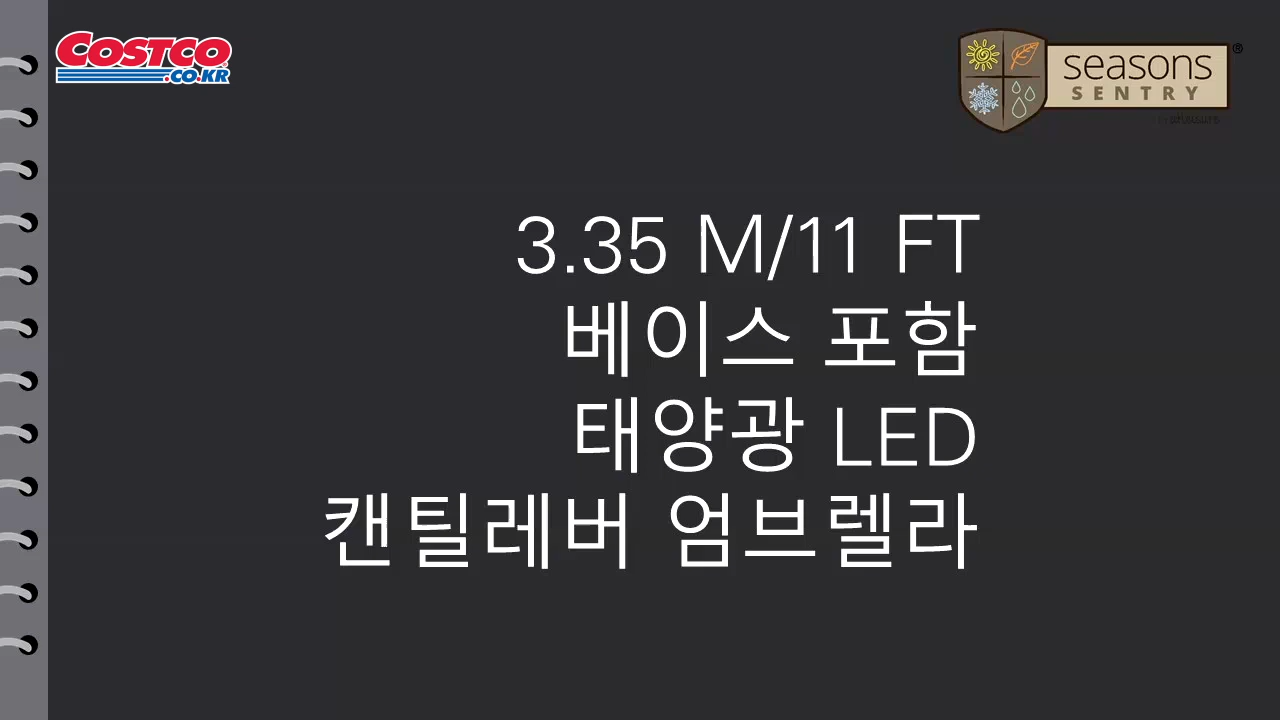 COSTCO
.CO.KR
seasons
SENTRY
®
3.35 M/11 FT
베이스 포함
태양광 LED
캔틸레버 엄브렐라